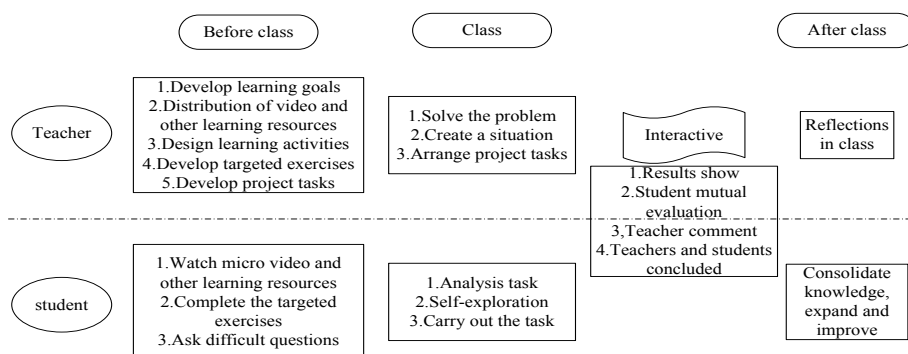 Before class
Class
After class
Teacher
1.Develop learning goals
2.Distribution of video and
other learning resources
3.Design learning activities
4.Develop targeted exercises
5.Develop project tasks
1.Solve the problem
2.Create a situation
3.Arrange project tasks
Interactive
Reflections
in class
1.Results show
2.Student mutual
evaluation
3,Teacher comment
4.Teachers and students
concluded
student
1.Watch micro video and
other learning resources
2.Complete the targeted
exercises
3.Ask difficult questions
1.Analysis task
2.Self-exploration
3.Carry out the task
Consolidate
knowledge,
expand and
improve